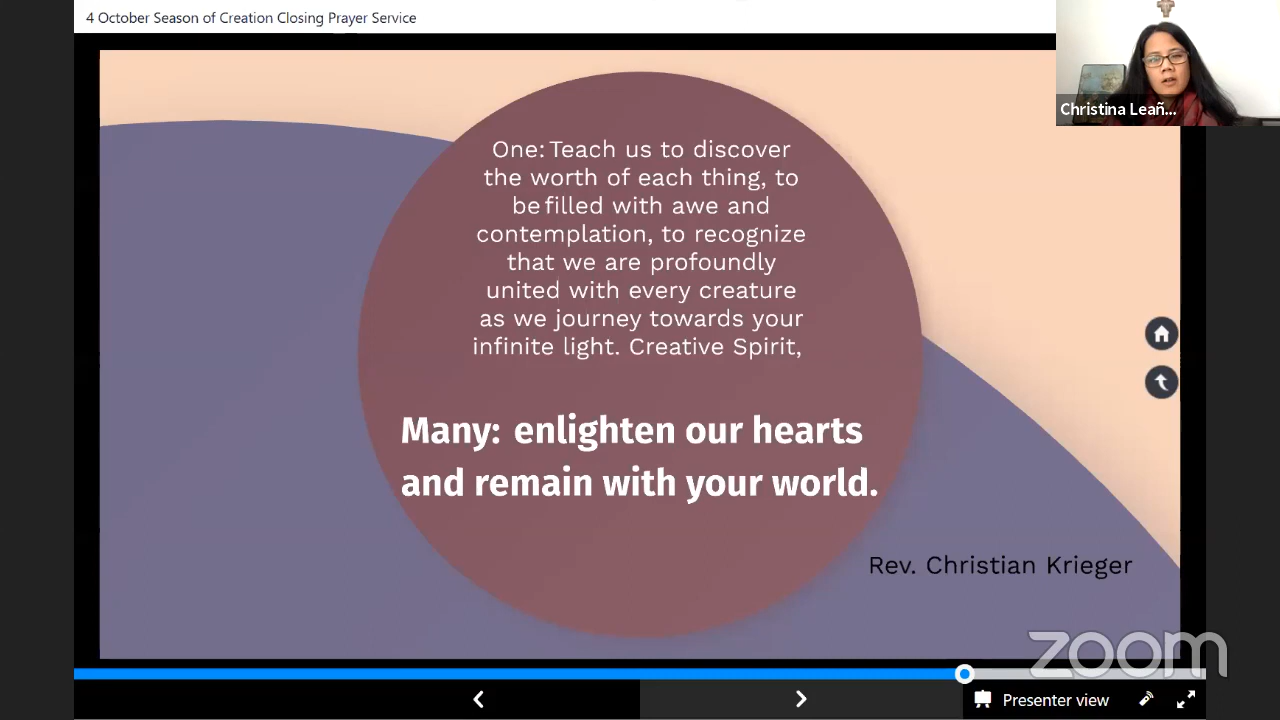 4 October Season of Creation Closing Prayer Service
Christina Leañ...
One: Teach us to discover
the worth of each thing, to
be filled with awe and
contemplation, to recognize
that we are profoundly
united with every creature
as we journey towards your
infinite light. Creative Spirit,
Many: enlighten our hearts
and remain with your world.
Rev. Christian Krieger
zoom
Presenter view